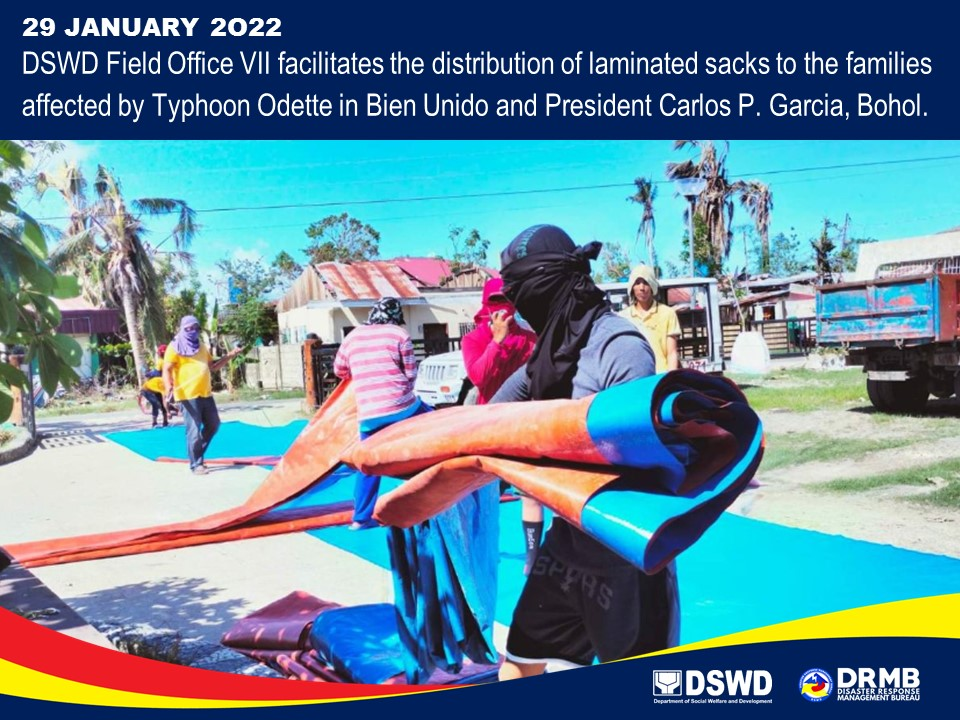 29 JANUARY 2O22
DSWD Field Office VII facilitates the distribution of laminated sacks to the families
affected by Typhoon Odette in Bien Unido and President Carlos P. Garcia, Bohol.
SPORS
DSWD
Department of Social Welfare and Development
DRMB
DISASTER RESPONSE
MANAGEMENT BUREAU